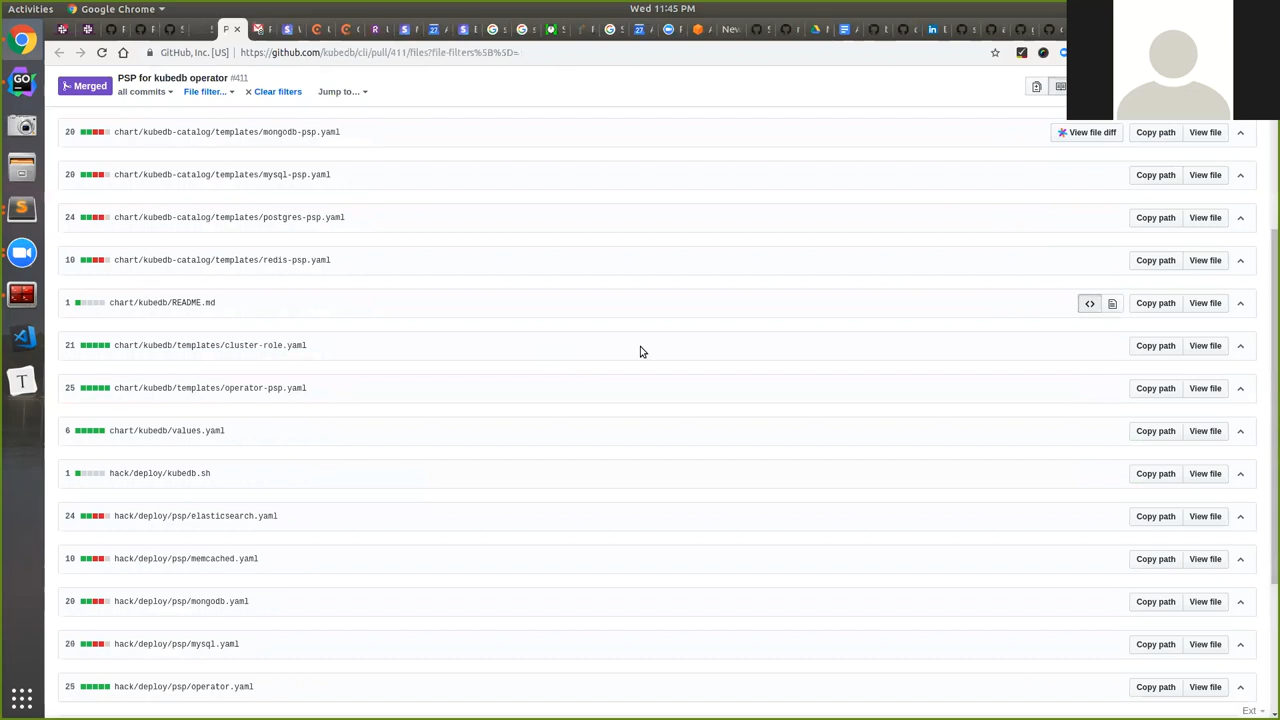 Activities
Google Chrome
Wed 11:45 PM
P
New
GitHub, Inc. [US]
https://github.com/kubedb/cli/pull/411/files?file-filters%5B%5D=
Merged
PSP for kubedb operator #411
all commits
File filter...
Clear filters
Jump to...
20 chart/kubedb-catalog/templates/mongodb-psp.yaml View file diff Copy path View file
20 chart/kubedb-catalog/templates/mysql-psp.yaml Copy path View file
24 chart/kubedb-catalog/templates/postgres-psp.yaml Copy path View file
10 chart/kubedb-catalog/templates/redis-psp.yaml Copy path View file
1 chart/kubedb/README.md <> Copy path View file
21 chart/kubedb/templates/cluster-role.yaml Copy path View file
25 chart/kubedb/templates/operator-psp.yaml Copy path View file
6 chart/kubedb/values.yaml Copy path View file
1 hack/deploy/kubedb.sh Copy path View file
24 hack/deploy/psp/elasticsearch.yaml Copy path View file
10 hack/deploy/psp/memcached.yaml Copy path View file
20 hack/deploy/psp/mongodb.yaml Copy path View file
20 hack/deploy/psp/mysql.yaml Copy path View file
25 hack/deploy/psp/operator.yaml Copy path View file
Ext